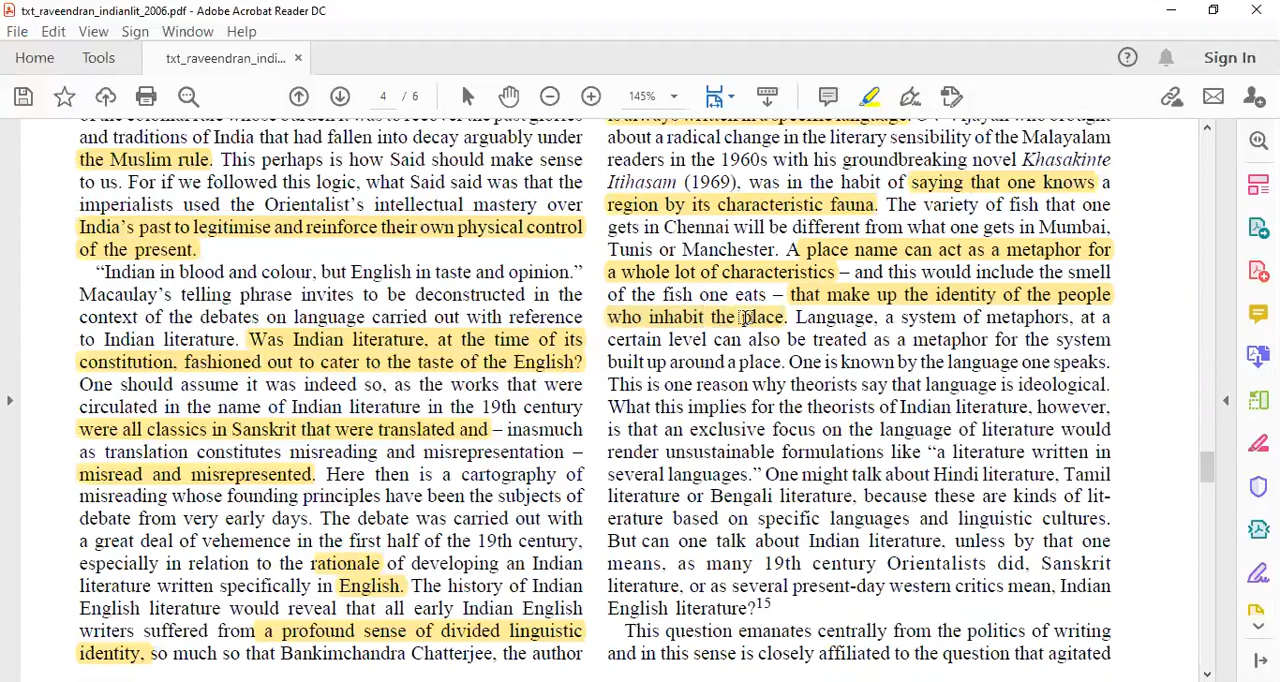 txt_raveendran_indianlit_2006.pdf - Adobe Acrobat Reader DC
File Edit View Sign Window Help
Home Tools txt_raveendran_indi... ×
Sign In
4 / 6
145%
and traditions of India that had fallen into decay arguably under
the Muslim rule. This perhaps is how Said should make sense
to us. For if we followed this logic, what Said said was that the
imperialists used the Orientalist's intellectual mastery over
India's past to legitimise and reinforce their own physical control
of the present.
“Indian in blood and colour, but English in taste and opinion.”
Macaulay's telling phrase invites to be deconstructed in the
context of the debates on language carried out with reference
to Indian literature. Was Indian literature, at the time of its
constitution, fashioned out to cater to the taste of the English?
One should assume it was indeed so, as the works that were
circulated in the name of Indian literature in the 19th century
were all classics in Sanskrit that were translated and – inasmuch
as translation constitutes misreading and misrepresentation –
misread and misrepresented. Here then is a cartography of
misreading whose founding principles have been the subjects of
debate from very early days. The debate was carried out with
a great deal of vehemence in the first half of the 19th century,
especially in relation to the rationale of developing an Indian
literature written specifically in English. The history of Indian
English literature would reveal that all early Indian English
writers suffered from a profound sense of divided linguistic
identity, so much so that Bankimchandra Chatterjee, the author
about a radical change in the literary sensibility of the Malayalam
readers in the 1960s with his groundbreaking novel Khasakinte
Itihasam (1969), was in the habit of saying that one knows a
region by its characteristic fauna. The variety of fish that one
gets in Chennai will be different from what one gets in Mumbai,
Tunis or Manchester. A place name can act as a metaphor for
a whole lot of characteristics – and this would include the smell
of the fish one eats – that make up the identity of the people
who inhabit the place. Language, a system of metaphors, at a
certain level can also be treated as a metaphor for the system
built up around a place. One is known by the language one speaks.
This is one reason why theorists say that language is ideological.
What this implies for the theorists of Indian literature, however,
is that an exclusive focus on the language of literature would
render unsustainable formulations like “a literature written in
several languages.” One might talk about Hindi literature, Tamil
literature or Bengali literature, because these are kinds of lit-
erature based on specific languages and linguistic cultures.
But can one talk about Indian literature, unless by that one
means, as many 19th century Orientalists did, Sanskrit
literature, or as several present-day western critics mean, Indian
English literature?15
This question emanates centrally from the politics of writing
and in this sense is closely affiliated to the question that agitated